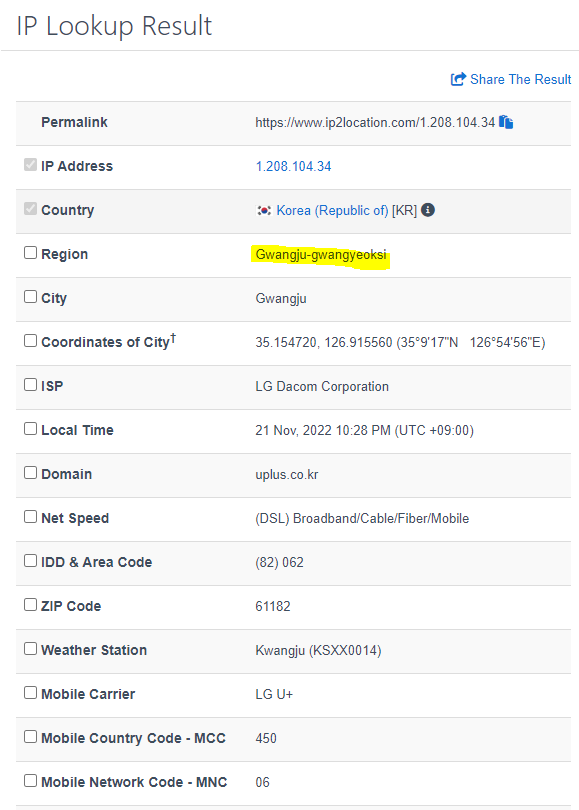 IP Lookup Result
Share The Result
Permalink https://www.ip2location.com/1.208.104.34
IP Address 1.208.104.34
Country Korea (Republic of) [KR]
Region Gwangju-gwangyeoksi
City Gwangju
Coordinates of City† 35.154720, 126.915560 (35°9'17"N 126°54'56"E)
ISP LG Dacom Corporation
Local Time 21 Nov, 2022 10:28 PM (UTC +09:00)
Domain uplus.co.kr
Net Speed (DSL) Broadband/Cable/Fiber/Mobile
IDD & Area Code (82) 062
ZIP Code 61182
Weather Station Kwangju (KSXX0014)
Mobile Carrier LG U+
Mobile Country Code - MCC 450
Mobile Network Code - MNC 06